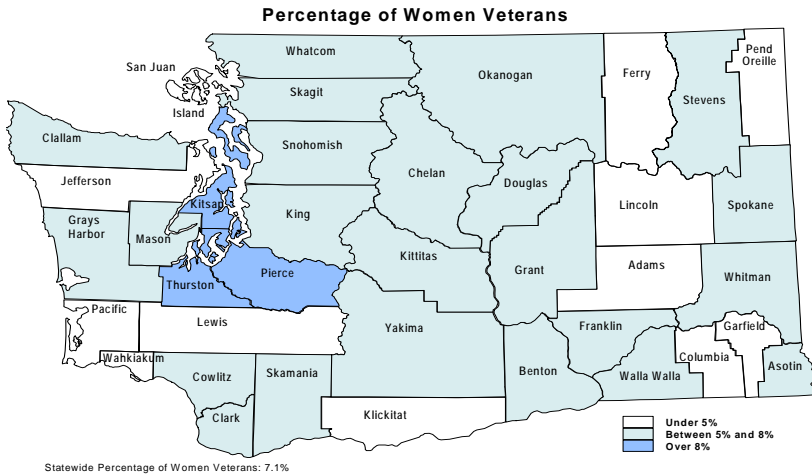 Percentage of Women Veterans
Whatcom
Pend
Oreille
San Juan
Okanogan
Ferry
Skagit
Stevens
Island
Clallam
Snohomish
Chelan
Douglas
Jefferson
Kitsap
Lincoln
Spokane
Grays
Harbor
King
Mason
Kittitas
Adams
Grant
Pierce
Thurston
Whitman
Pacific
Lewis
Yakima
Franklin
Garfield
Wahkiakum
Columbia
Cowlitz
Skamania
Benton
Walla Walla
Asotin
Clark
Klickitat
Under 5%
Between 5% and 8%
Over 8%
Statewide Percentage of Women Veterans: 7.1%